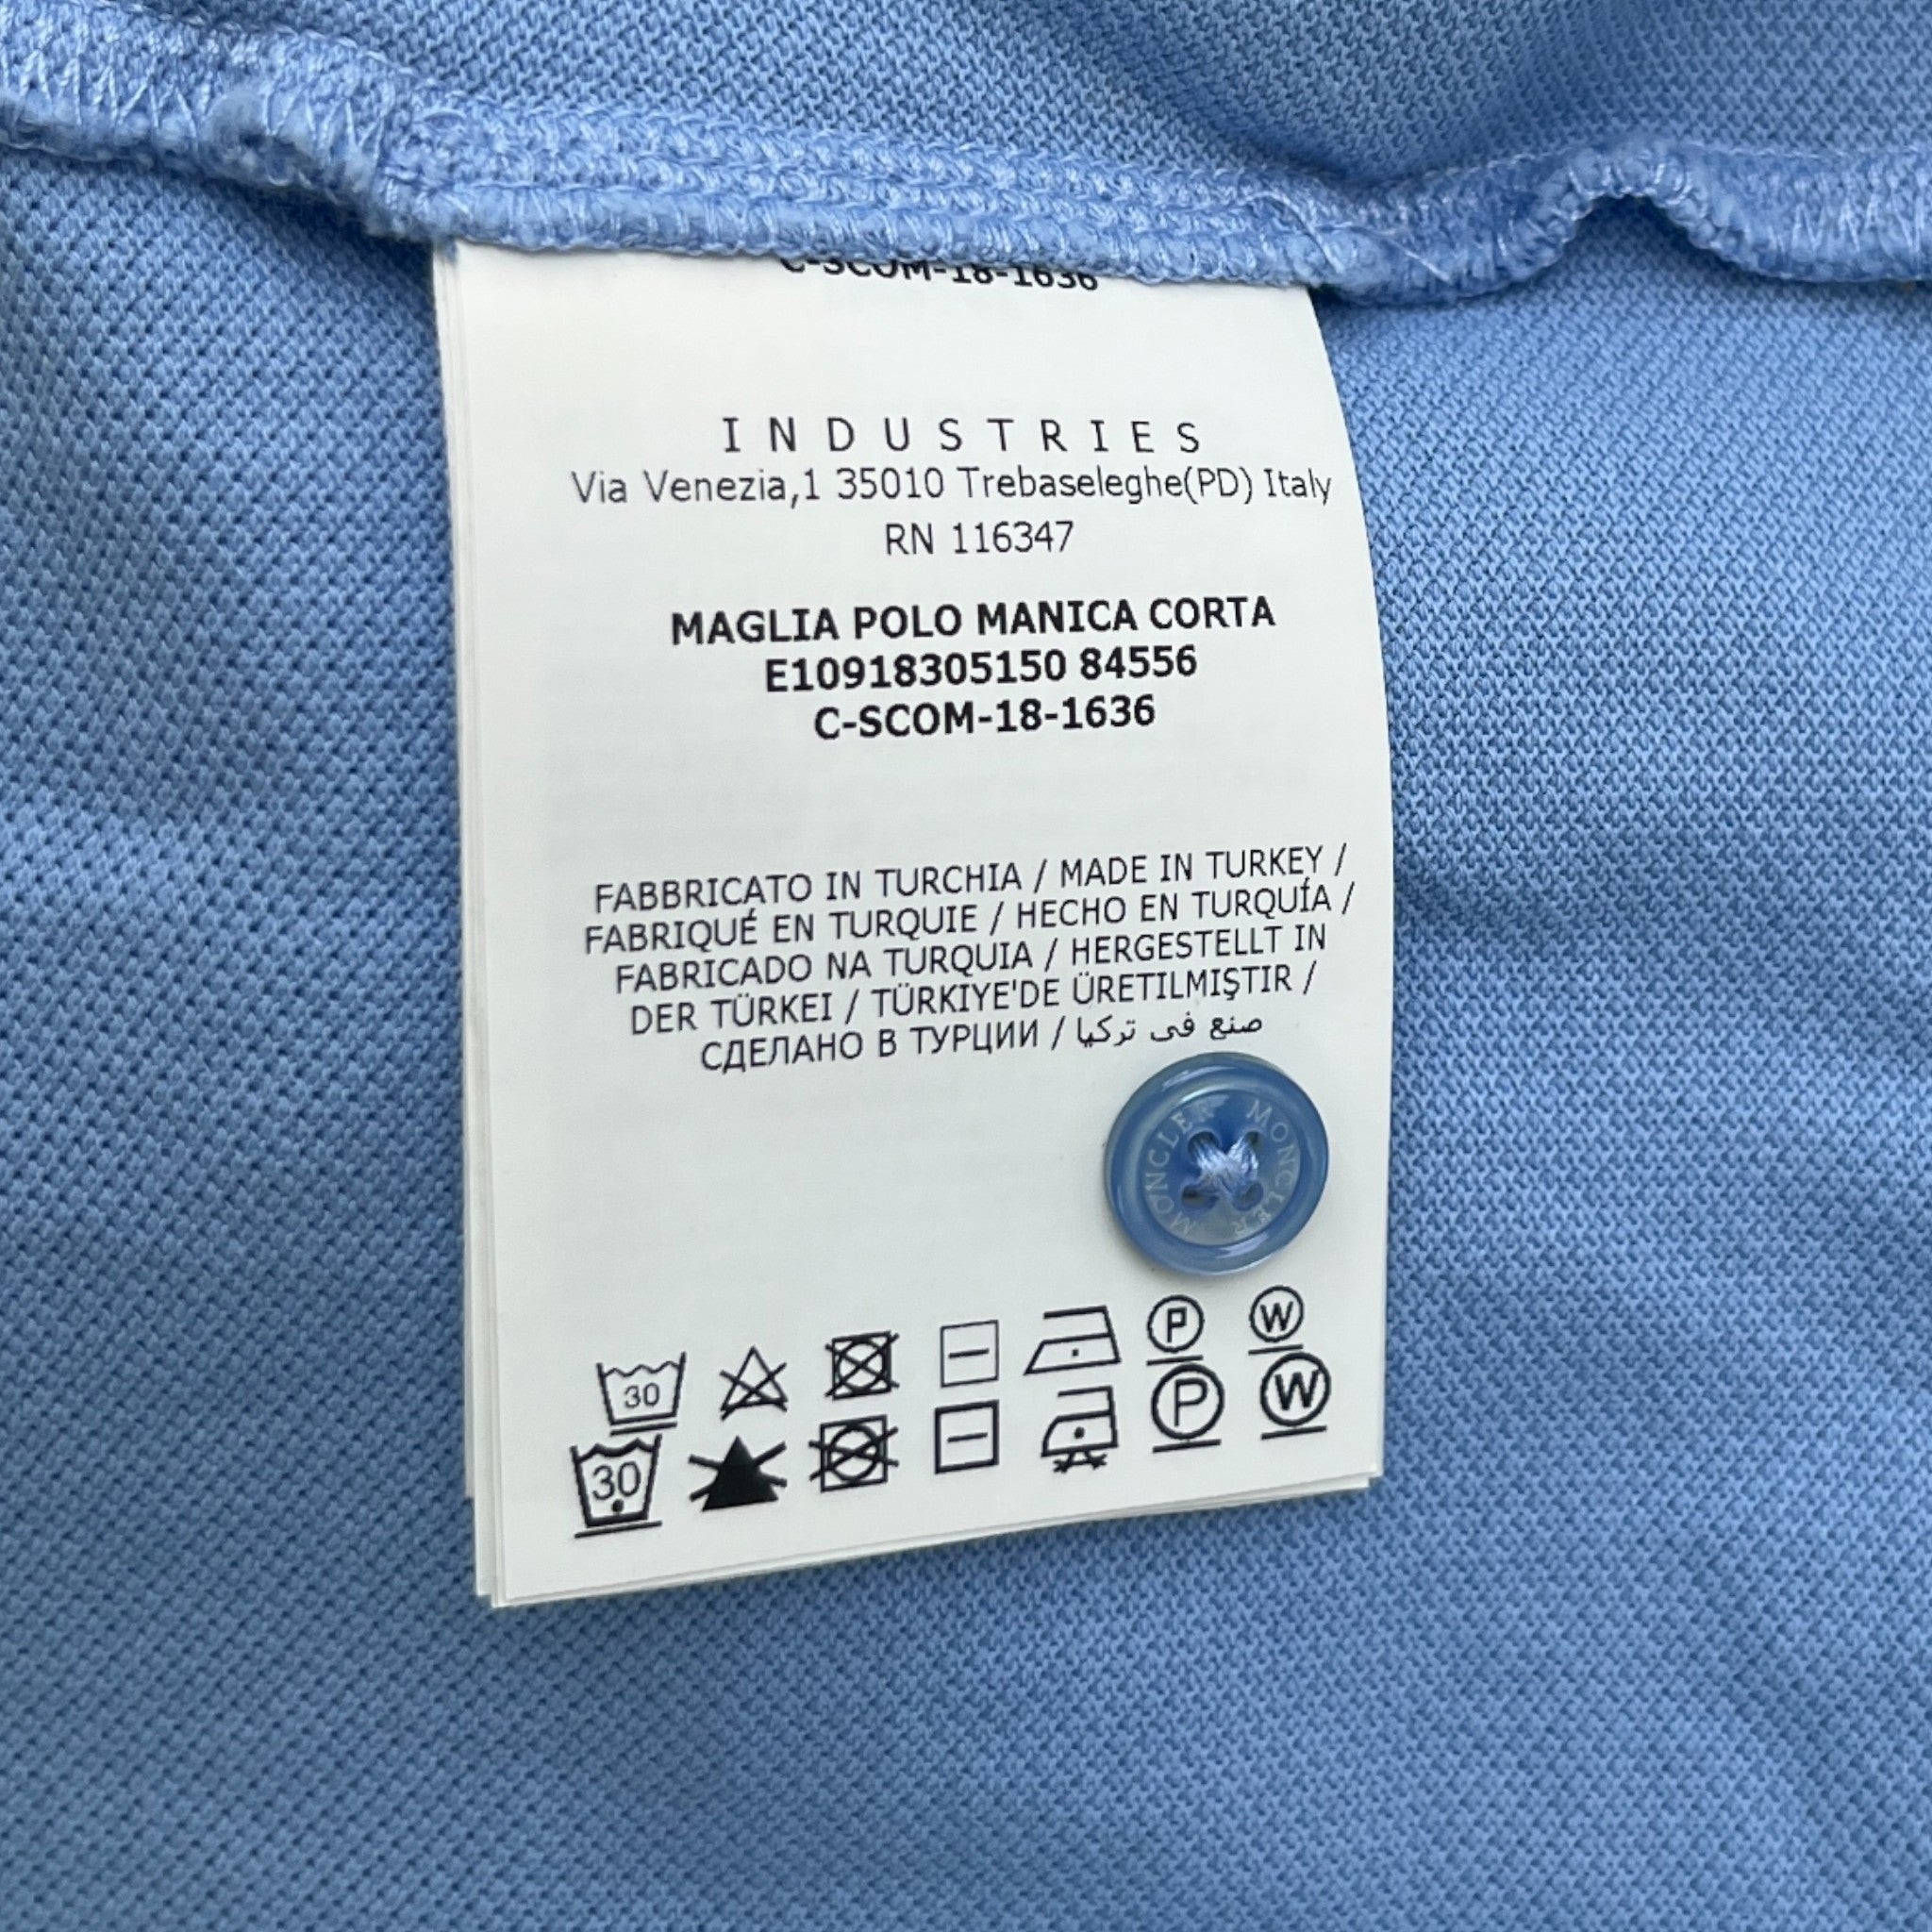 C-SCOM-18-1636
INDUSTRIES
Via Venezia,1 35010 Trebaseleghe(PD) Italy
RN 116347
MAGLIA POLO MANICA CORTA
E10918305150 84556
C-SCOM-18-1636
FABBRICATO IN TURCHIA / MADE IN TURKEY /
FABRIQUÉ EN TURQUIE / HECHO EN TURQUÍA /
FABRICADO NA TURQUIA / HERGESTELLT IN
DER TÜRKEI / TÜRKIYE'DE ÜRETILMIŞTIR /
СДЕЛАНО В ТУРЦИИ / صنع في تركيا
MONCLER MONCLER
30 P W
30 P W